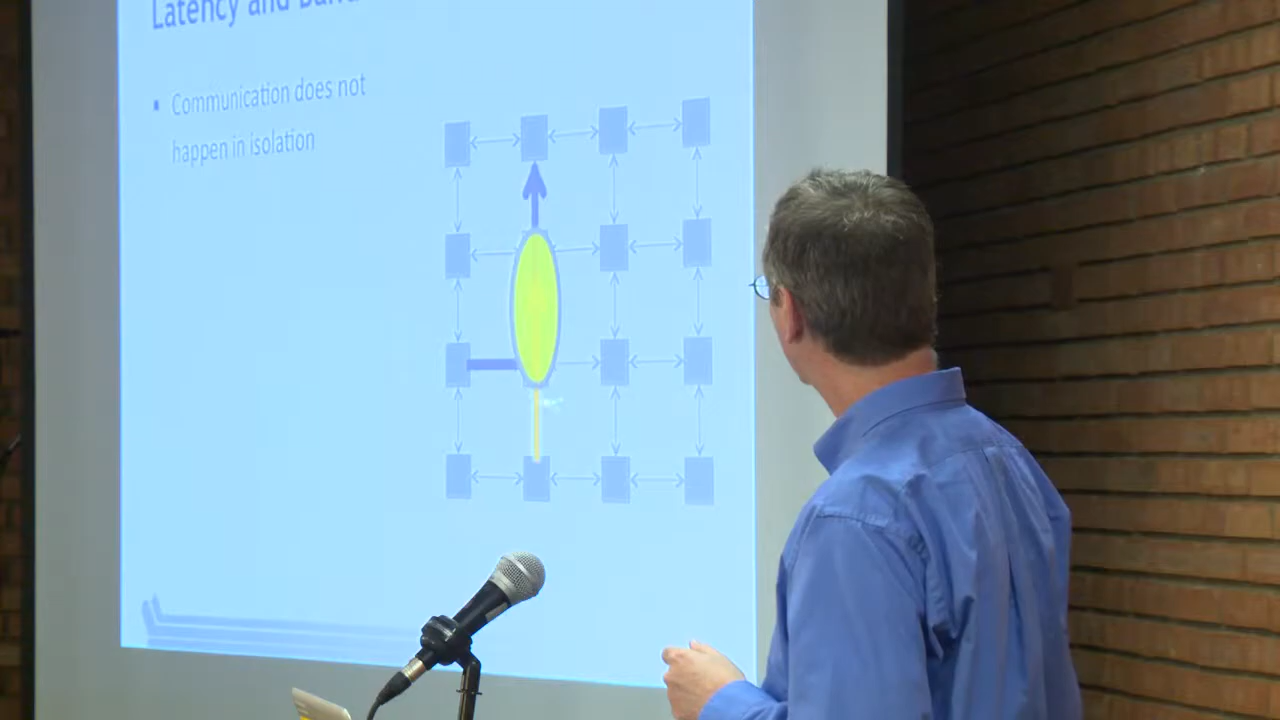 Latency and
Communication does not
happen in isolation